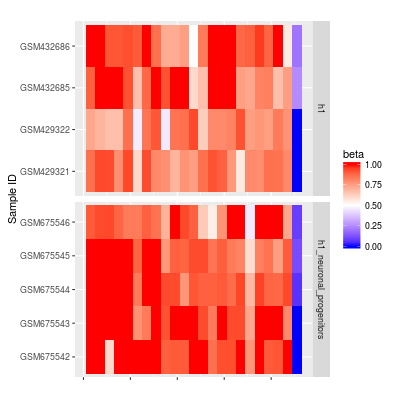 GSM432686
GSM432685
GSM429322
GSM429321
h1
GSM675546
GSM675545
GSM675544
GSM675543
GSM675542
h1_neuronal_progenitors
Sample ID
beta
1.00
0.75
0.50
0.25
0.00